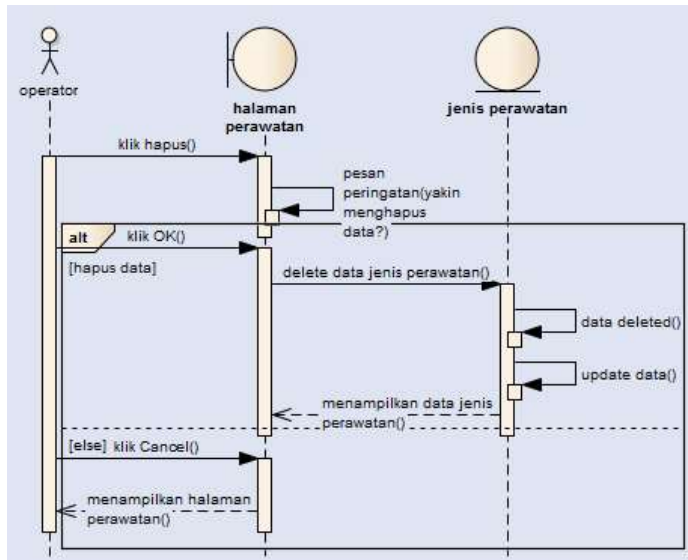 operator
halaman
perawatan
jenis perawatan
klik hapus()
pesan
peringatan(yakin
menghapus
data?)
alt
klik OK()
[hapus data]
delete data jenis perawatan()
data deleted()
update data()
menampilkan data jenis
perawatan()
[else] klik Cancel()
menampilkan halaman
perawatan()